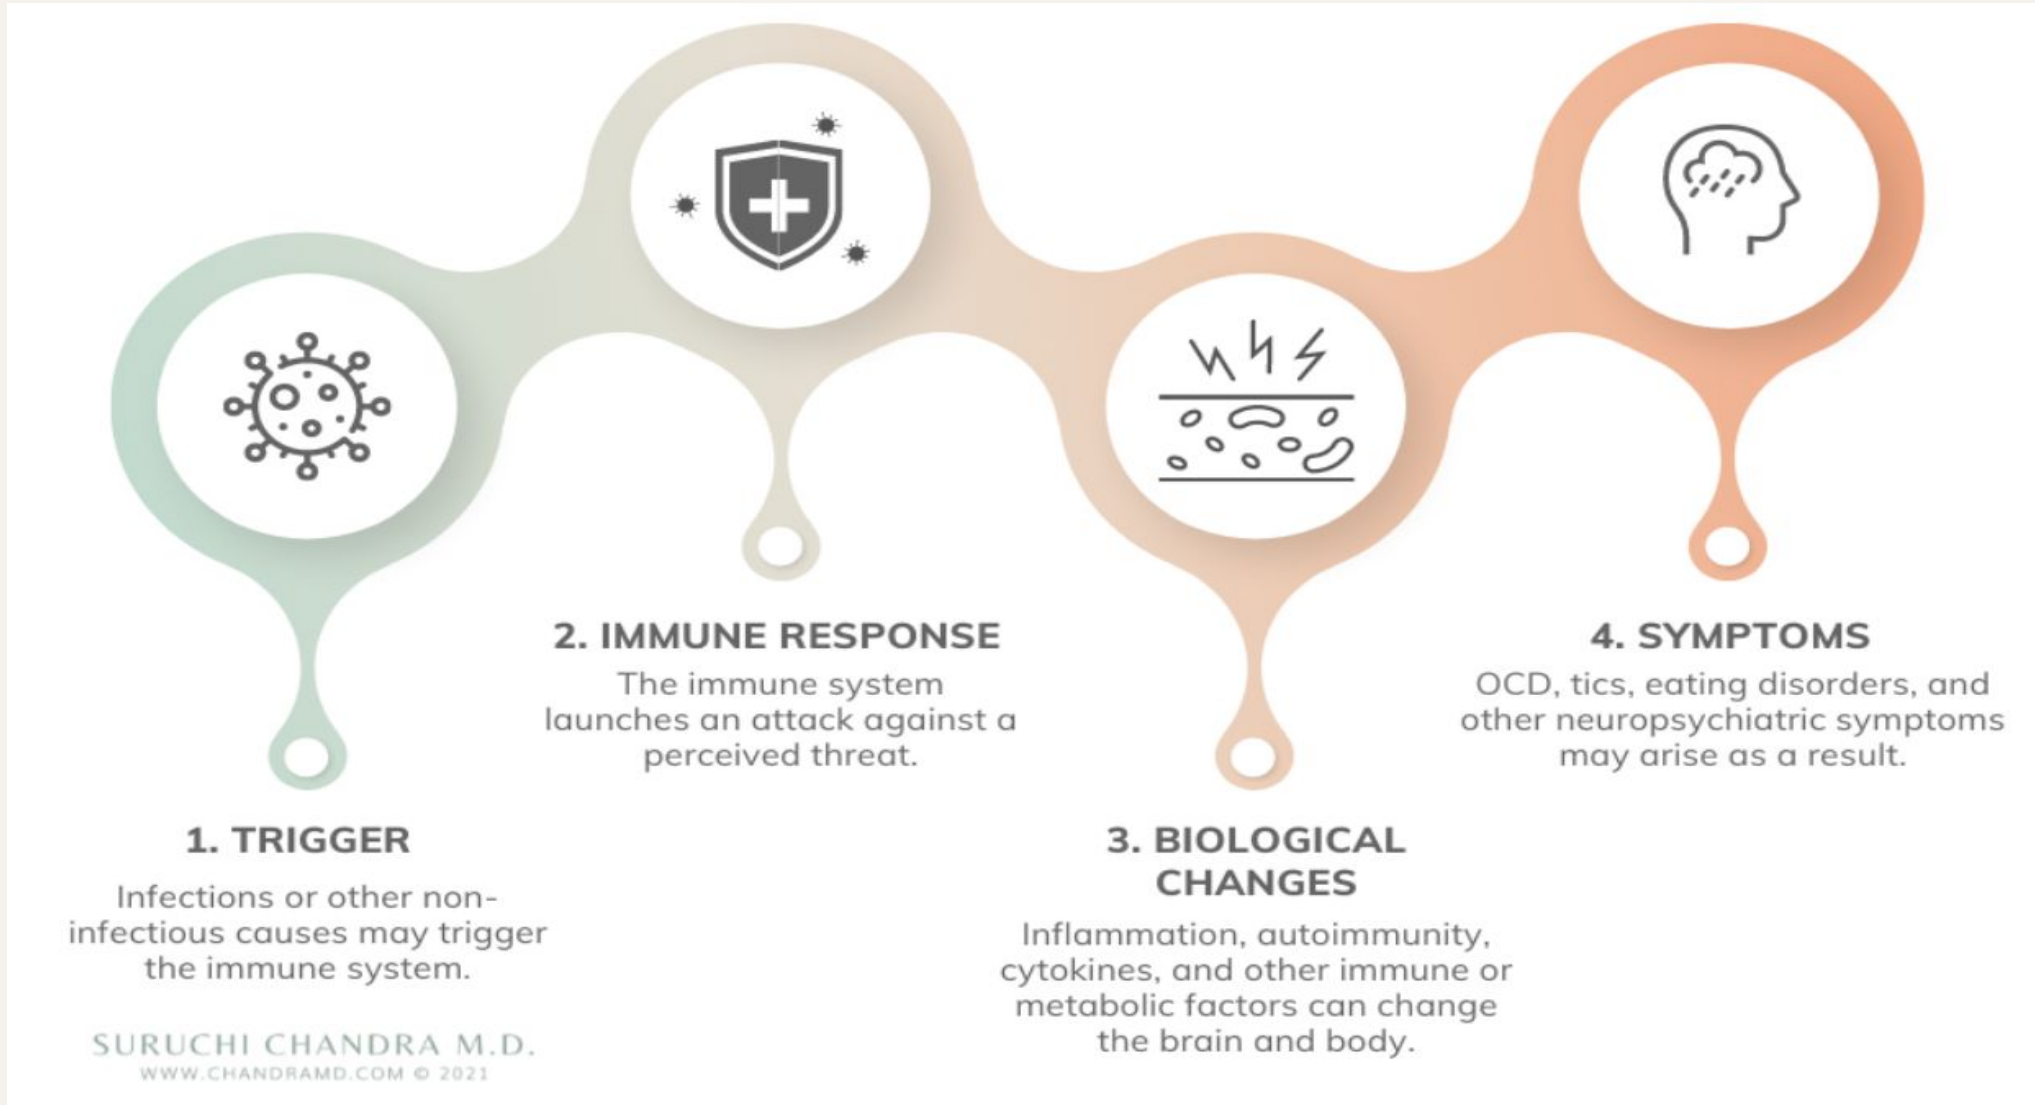 1. TRIGGER
Infections or other non-
infectious causes may trigger
the immune system.
2. IMMUNE RESPONSE
The immune system
launches an attack against a
perceived threat.
3. BIOLOGICAL
CHANGES
Inflammation, autoimmunity,
cytokines, and other immune or
metabolic factors can change
the brain and body.
4. SYMPTOMS
OCD, tics, eating disorders, and
other neuropsychiatric symptoms
may arise as a result.
SURUCHI CHANDRA M.D.
WWW.CHANDRAMD.COM © 2021